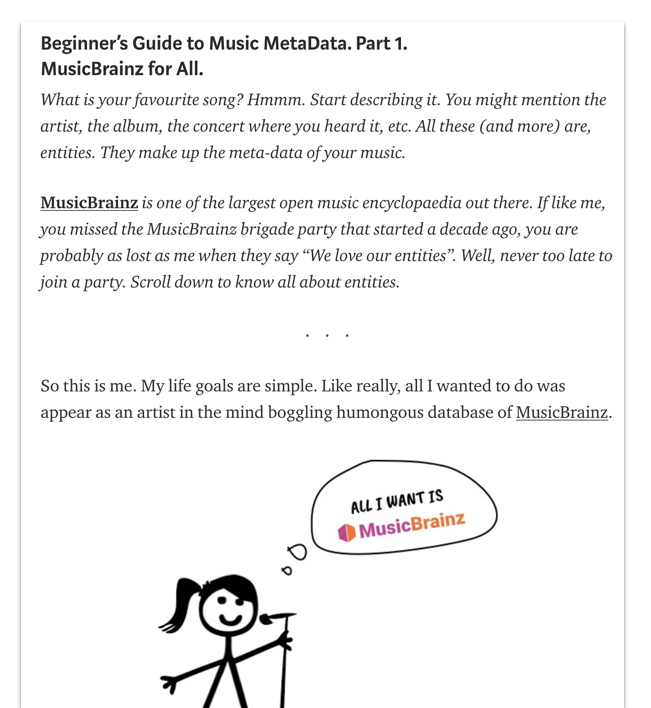 Beginner’s Guide to Music MetaData. Part 1.
MusicBrainz for All.
What is your favourite song? Hmmm. Start describing it. You might mention the
artist, the album, the concert where you heard it, etc. All these (and more) are,
entities. They make up the meta-data of your music.
MusicBrainz is one of the largest open music encyclopaedia out there. If like me,
you missed the MusicBrainz brigade party that started a decade ago, you are
probably as lost as me when they say “We love our entities”. Well, never too late to
join a party. Scroll down to know all about entities.
. . .
So this is me. My life goals are simple. Like really, all I wanted to do was
appear as an artist in the mind boggling humongous database of MusicBrainz.
ALL I WANT IS
MusicBrainz